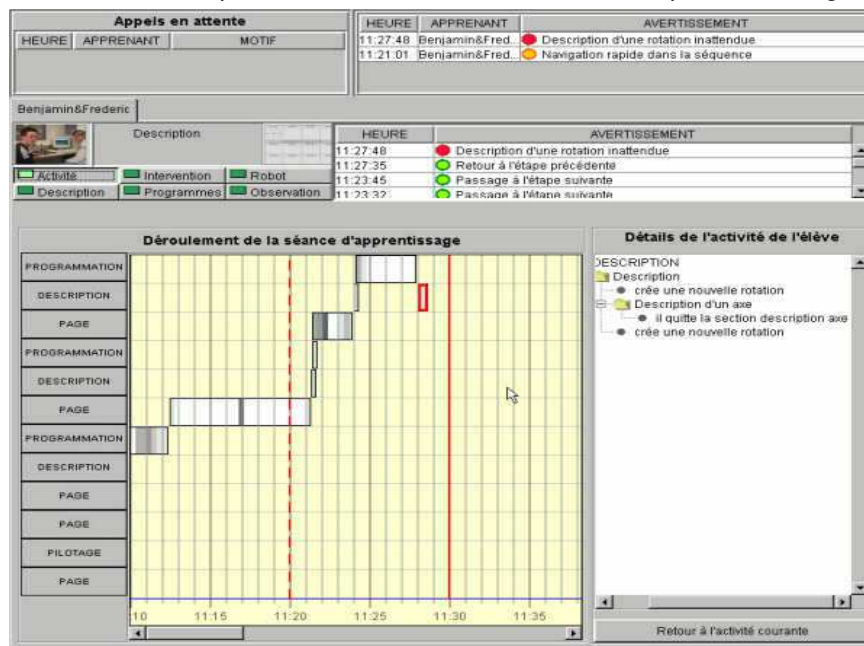 Appels en attente
HEURE APPRENANT MOTIF
HEURE APPRENANT AVERTISSEMENT
11:27:48 Benjamin&Fred... Description d'une rotation inattendue
11:21:01 Benjamin&Fred... Navigation rapide dans la séquence
Benjamin&Frederic
Description
Activité Intervention Robot
Description Programmes Observation
HEURE AVERTISSEMENT
11:27:48 Description d'une rotation inattendue
11:27:35 Retour à l'étape précédente
11:23:45 Passage à l'étape suivante
11:23:32 Passage à l'étape suivante
Déroulement de la séance d'apprentissage
PROGRAMMATION
DESCRIPTION
PAGE
PROGRAMMATION
DESCRIPTION
PAGE
PROGRAMMATION
DESCRIPTION
PAGE
PAGE
PILOTAGE
PAGE
:10 11:15 11:20 11:25 11:30 11:35
Détails de l'activité de l'élève
DESCRIPTION
Description
crée une nouvelle rotation
Description d'un axe
il quitte la section description axe
crée une nouvelle rotation
Retour à l'activité courante